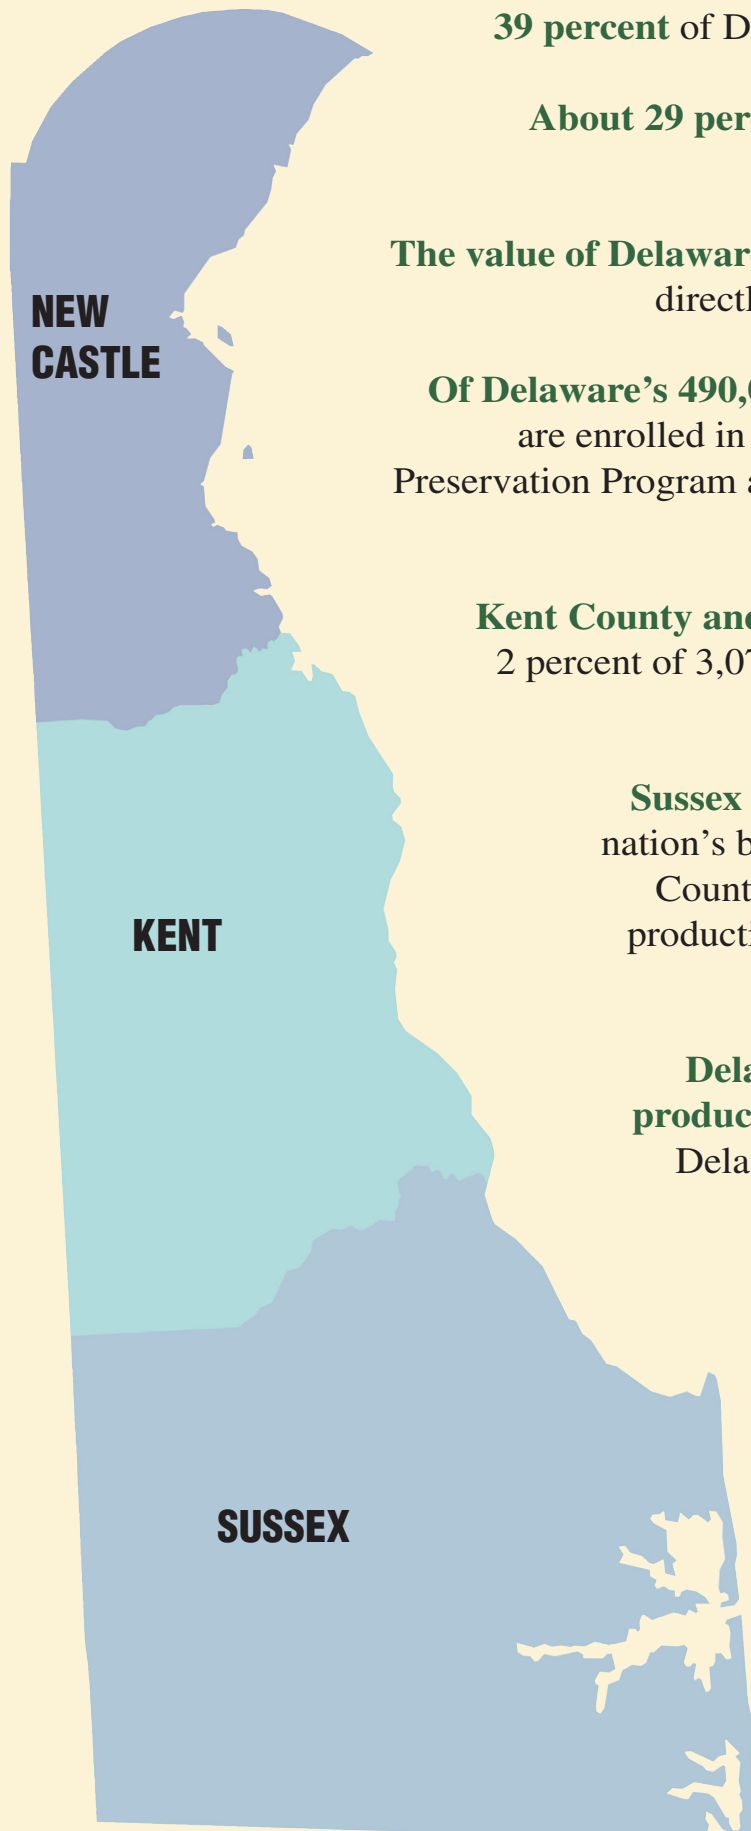 39 percent of D
About 29 per
The value of Delawar
directl
NEW
CASTLE
Of Delaware’s 490,
are enrolled in
Preservation Program a
Kent County and
2 percent of 3,07
Sussex
nation’s b
Count
producti
KENT
Dela
produc
Dela
SUSSEX